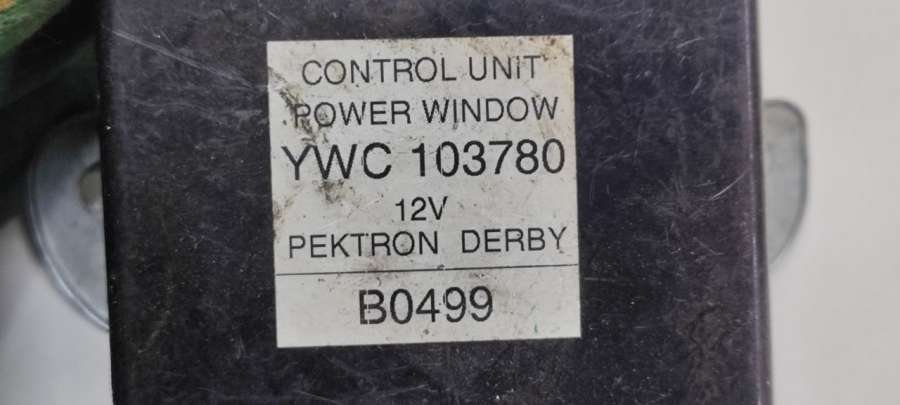 CONTROL UNIT
POWER WINDOW
YWC 103780
12V
PEKTRON DERBY
B0499